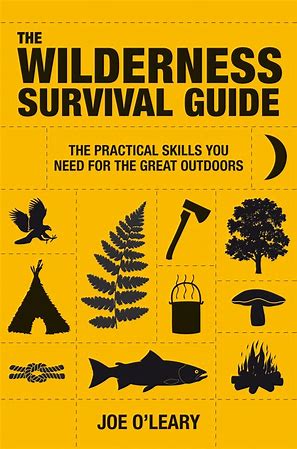 THE
WILDERNESS
SURVIVAL GUIDE
THE PRACTICAL SKILLS YOU
NEED FOR THE GREAT OUTDOORS
JOE O'LEARY